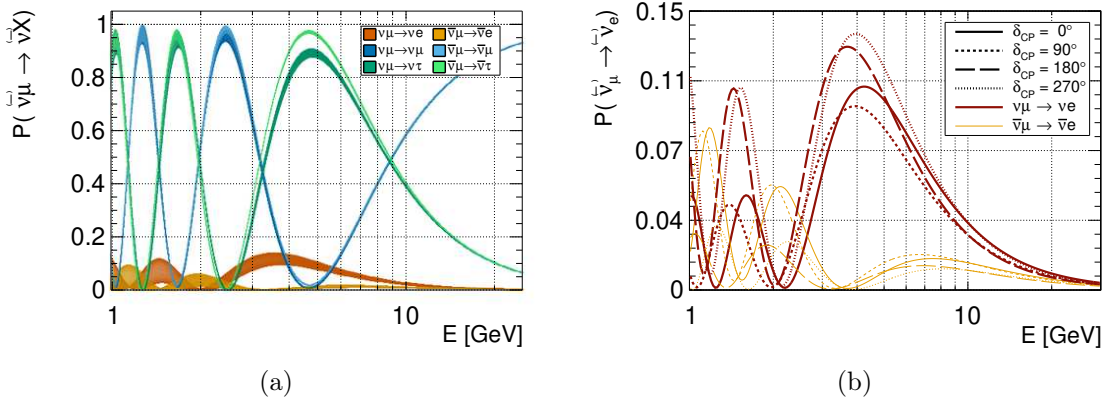 P( ν⁽⁻⁾μ → ν⁽⁻⁾X)
1
0.8
0.6
0.4
0.2
0
νμ→νe ν̅μ→ν̅e
νμ→νμ ν̅μ→ν̅μ
νμ→ντ ν̅μ→ν̅τ
1 10
E [GeV]
(a)
P( ν⁽⁻⁾μ → ν⁽⁻⁾e)
0.15
0.11
0.07
0.04
0
δCP = 0°
δCP = 90°
δCP = 180°
δCP = 270°
νμ → νe
ν̅μ → ν̅e
1 10
E [GeV]
(b)